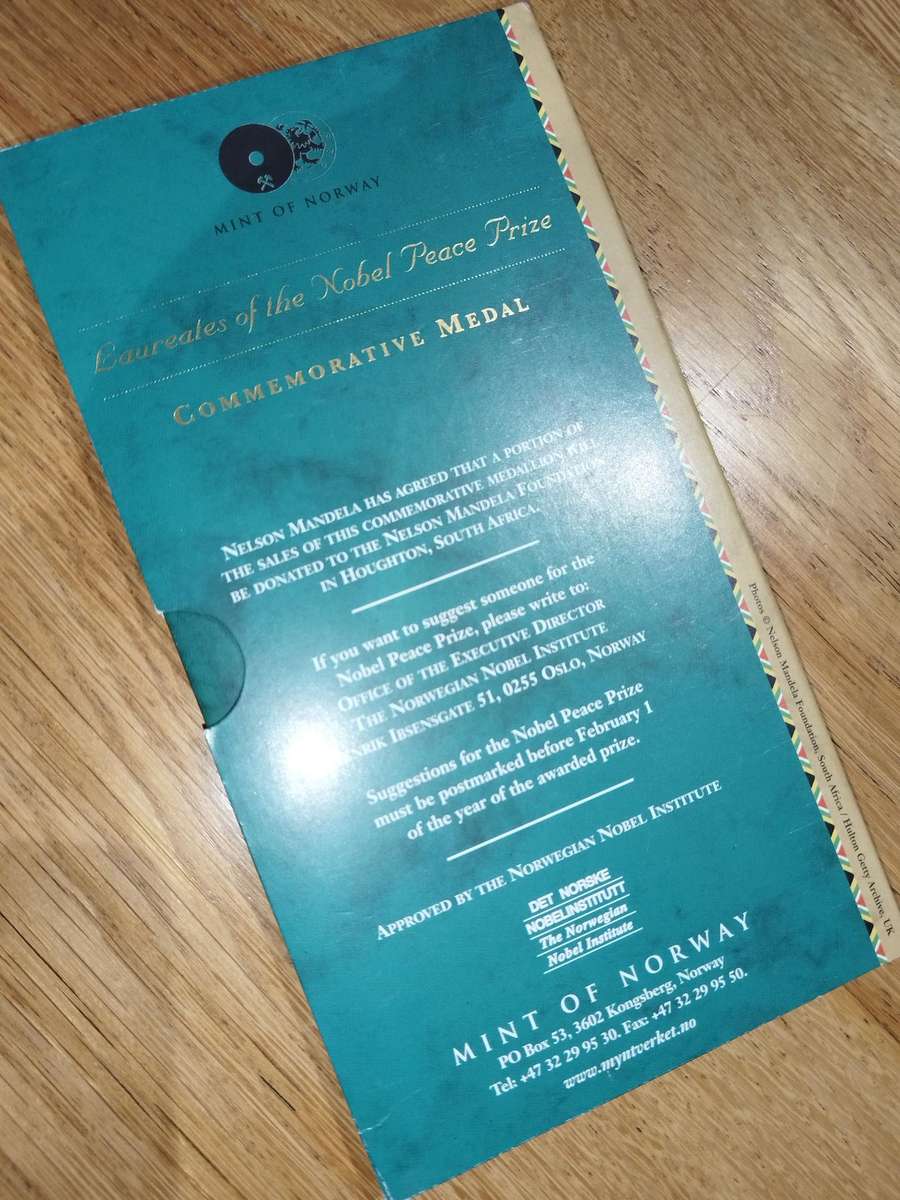 MINT OF NORWAY
Laureates of the Nobel Peace Prize
COMMEMORATIVE MEDAL
NELSON MANDELA HAS AGREED THAT A PORTION OF
THE SALES OF THIS COMMEMORATIVE MEDALLION WILL
BE DONATED TO THE NELSON MANDELA FOUNDATION
IN HOUGHTON, SOUTH AFRICA.
If you want to suggest someone for the
Nobel Peace Prize, please write to:
OFFICE OF THE EXECUTIVE DIRECTOR
THE NORWEGIAN NOBEL INSTITUTE
IBSENSGATE 51, 0255 OSLO, NORWAY
Suggestions for the Nobel Peace Prize
must be postmarked before February 1
of the year of the awarded prize.
APPROVED BY THE NORWEGIAN NOBEL INSTITUTE
DET NORSKE
NOBELINSTITUTT
The Norwegian
Nobel Institute
MINT OF NORWAY
PO Box 53, 3602 Kongsberg, Norway
Tel: +47 32 29 95 30. Fax: +47 32 29 95 50.
www.myntverket.no
Photos © Nelson Mandela Foundation, South Africa / Hulton Getty Archive, UK